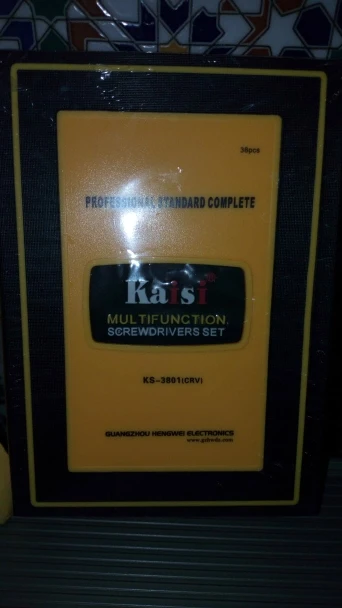 38pcs
PROFESSIONAL STANDARD COMPLETE
Kaisi
MULTIFUNCTION
SCREWDRIVERS SET
KS-3801(CRV)
GUANGZHOU HENGWEI ELECTRONICS